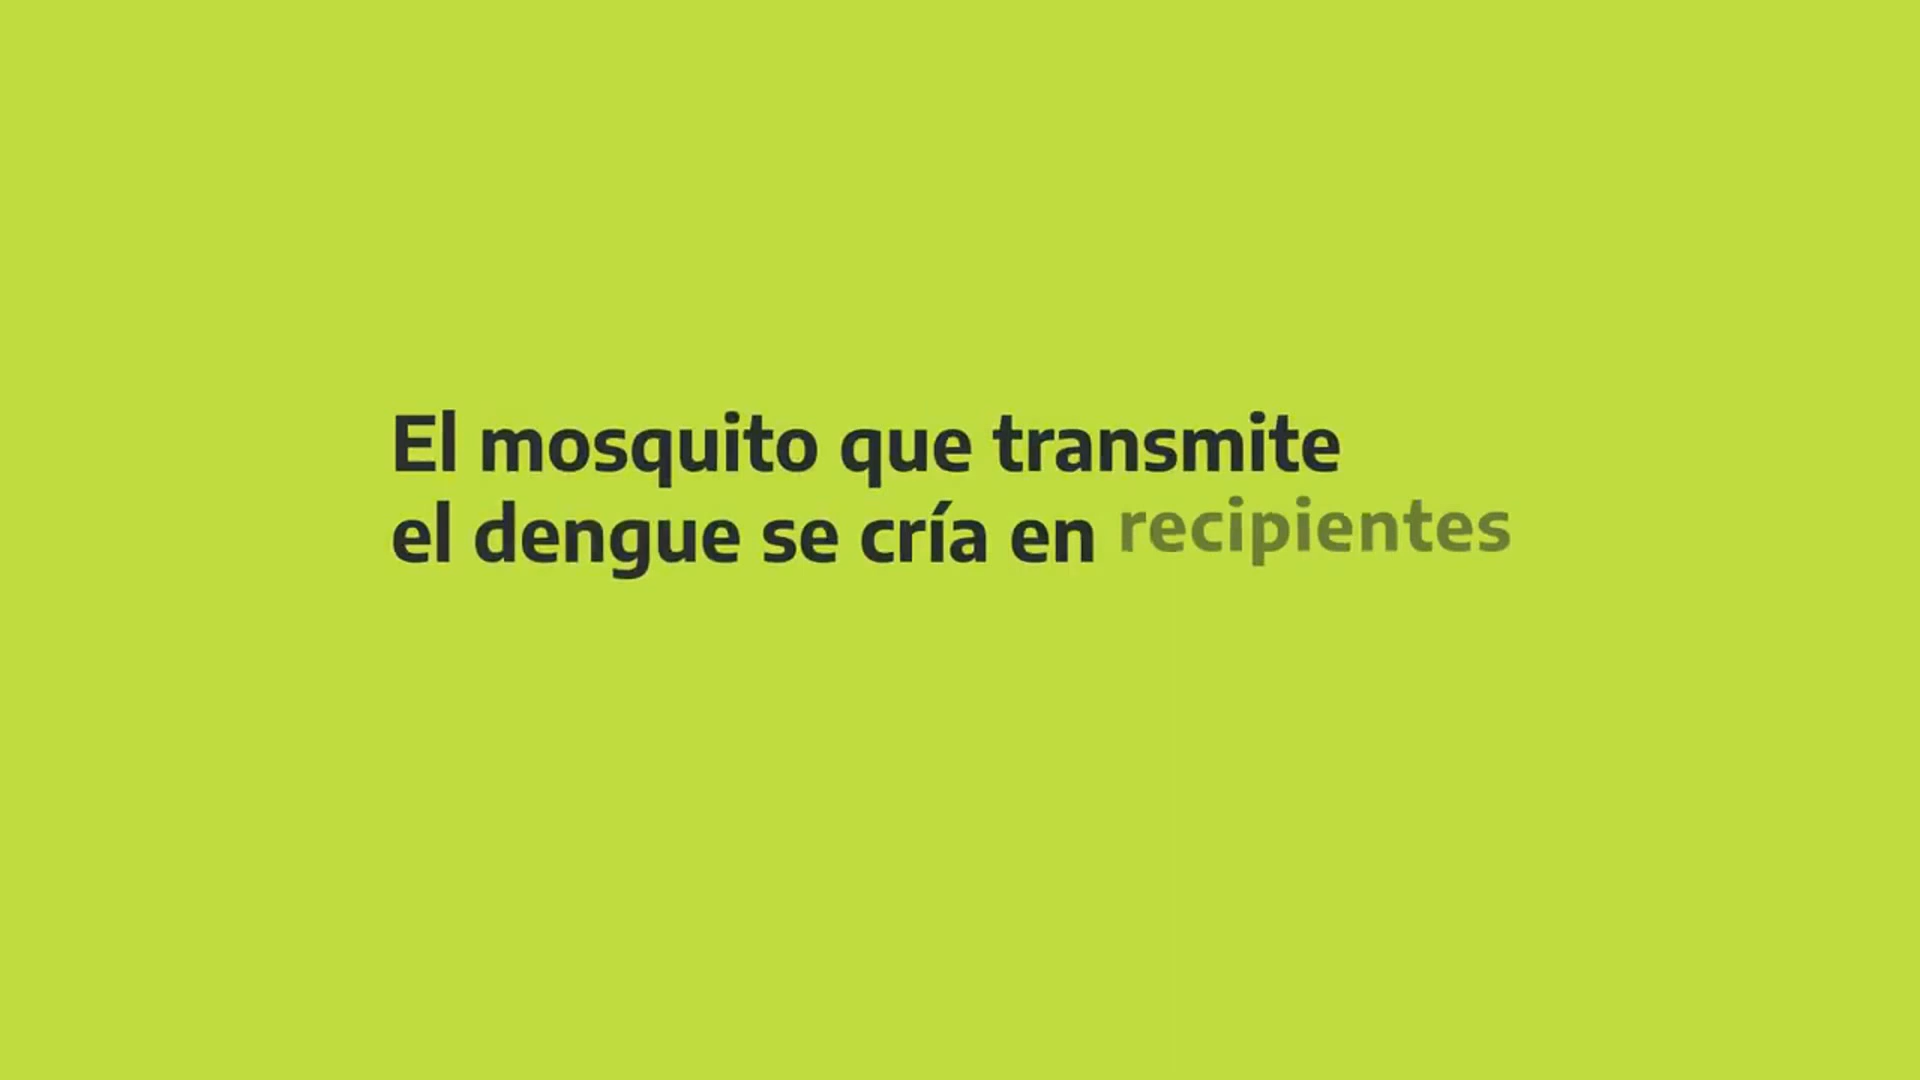 El mosquito que transmite
el dengue se cría en recipientes